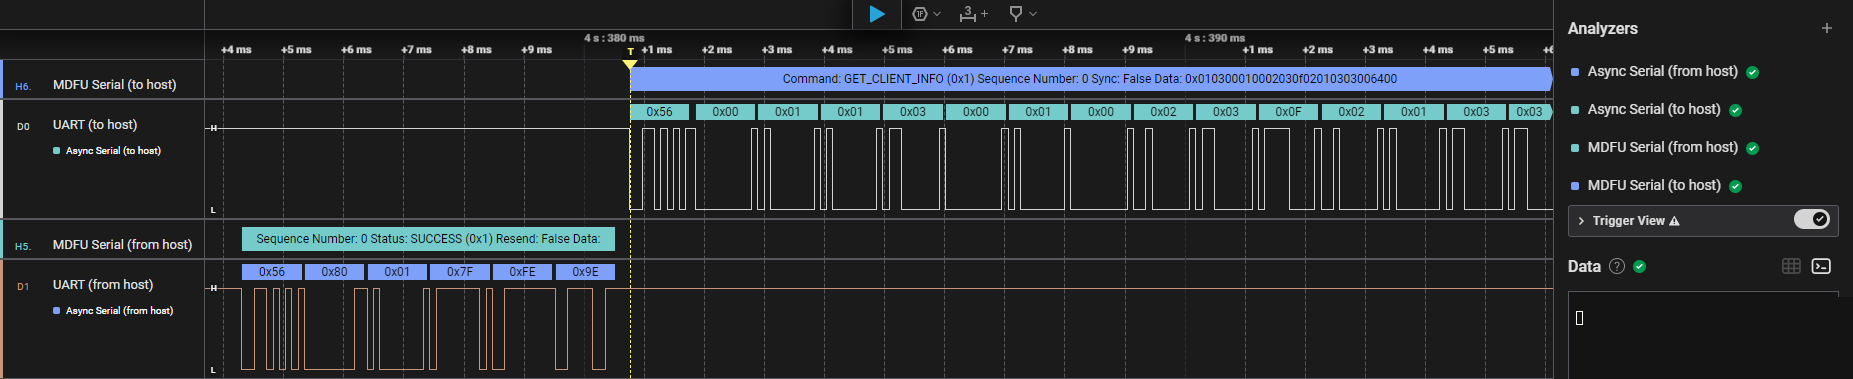 3
4 s : 380 ms
4 s : 390 ms
+4 ms +5 ms +6 ms +7 ms +8 ms +9 ms T +1 ms +2 ms +3 ms +4 ms +5 ms +6 ms +7 ms +8 ms +9 ms +1 ms +2 ms +3 ms +4 ms +5 ms
H6. MDFU Serial (to host)
Command: GET_CLIENT_INFO (0x1) Sequence Number: 0 Sync: False Data: 0x010300010002030f02010303006400
D0 UART (to host)
Async Serial (to host)
0x56 0x00 0x01 0x01 0x03 0x00 0x01 0x00 0x02 0x03 0x0F 0x02 0x01 0x03 0x03
H
L
H5. MDFU Serial (from host)
Sequence Number: 0 Status: SUCCESS (0x1) Resend: False Data:
D1 UART (from host)
Async Serial (from host)
0x56 0x80 0x01 0x7F 0xFE 0x9E
H
L
Analyzers
Async Serial (from host)
Async Serial (to host)
MDFU Serial (from host)
MDFU Serial (to host)
Trigger View
Data